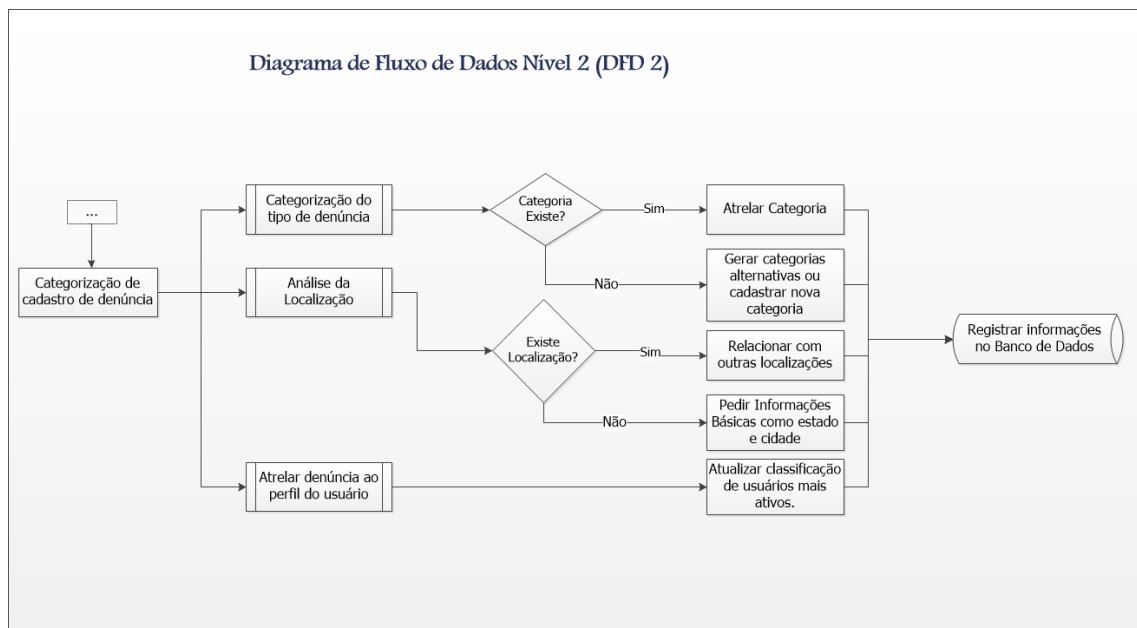 Diagrama de Fluxo de Dados Nível 2 (DFD 2)
...
Categorização de
cadastro de denúncia
Categorização do
tipo de denúncia
Categoria
Existe?
Sim
Atrelar Categoria
Não
Gerar categorias
alternativas ou
cadastrar nova
categoria
Análise da
Localização
Existe
Localização?
Sim
Relacionar com
outras localizações
Não
Pedir Informações
Básicas como estado
e cidade
Atrelar denúncia ao
perfil do usuário
Atualizar classificação
de usuários mais
ativos.
Registrar informações
no Banco de Dados